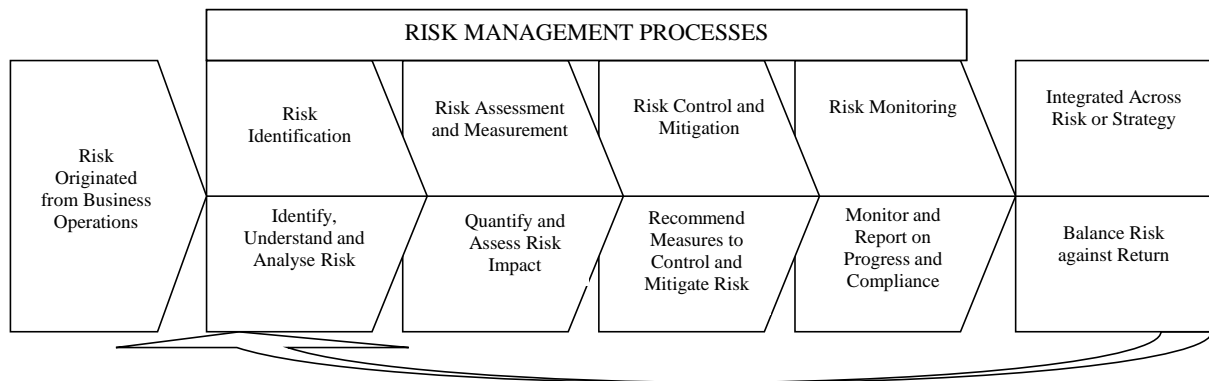 RISK MANAGEMENT PROCESSES
Risk
Originated
from Business
Operations
Risk
Identification
Identify,
Understand and
Analyse Risk
Risk Assessment
and Measurement
Quantify and
Assess Risk
Impact
Risk Control and
Mitigation
Recommend
Measures to
Control and
Mitigate Risk
Risk Monitoring
Monitor and
Report on
Progress and
Compliance
Integrated Across
Risk or Strategy
Balance Risk
against Return